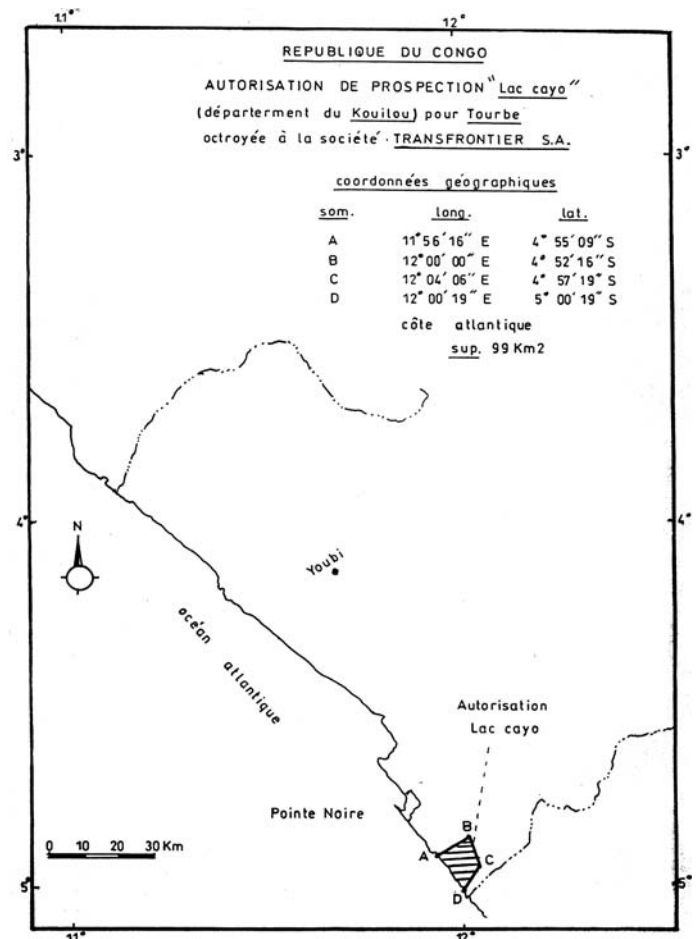 11° 12°
REPUBLIQUE DU CONGO
AUTORISATION DE PROSPECTION "Lac cayo"
(départerment du Kouilou) pour Tourbe
octroyée à la société TRANSFRONTIER S.A.
3° 3°
coordonnées géographiques
som. long. lat.
A 11° 56' 16" E 4° 55' 09" S
B 12° 00' 00" E 4° 52' 16" S
C 12° 04' 06" E 4° 57' 19" S
D 12° 00' 19" E 5° 00' 19" S
côte atlantique
sup. 99 Km2
4° 4°
N
Youbi
océan
atlantique
Autorisation
Lac cayo
Pointe Noire
B
A
C
D
0 10 20 30 Km
5° 5°
11° 12°